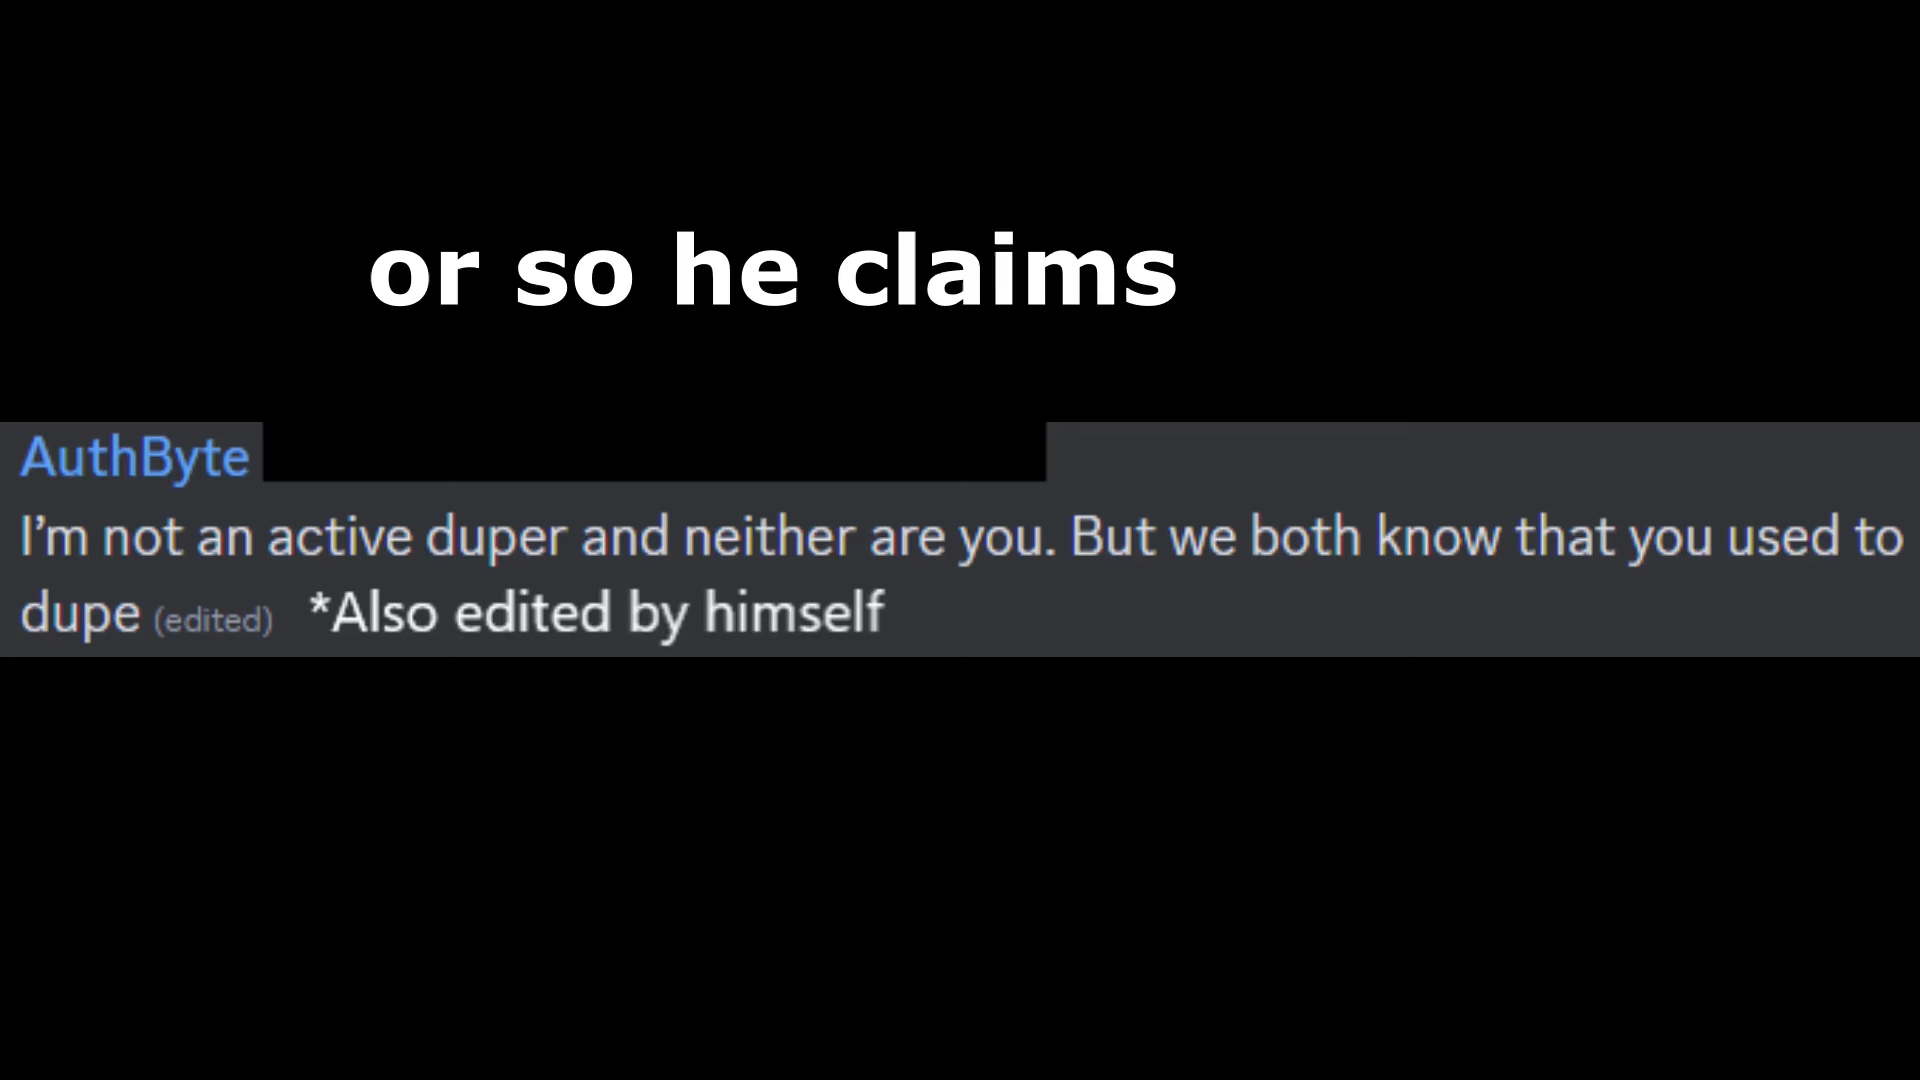 or so he claims
AuthByte
I’m not an active duper and neither are you. But we both know that you used to
dupe (edited) *Also edited by himself